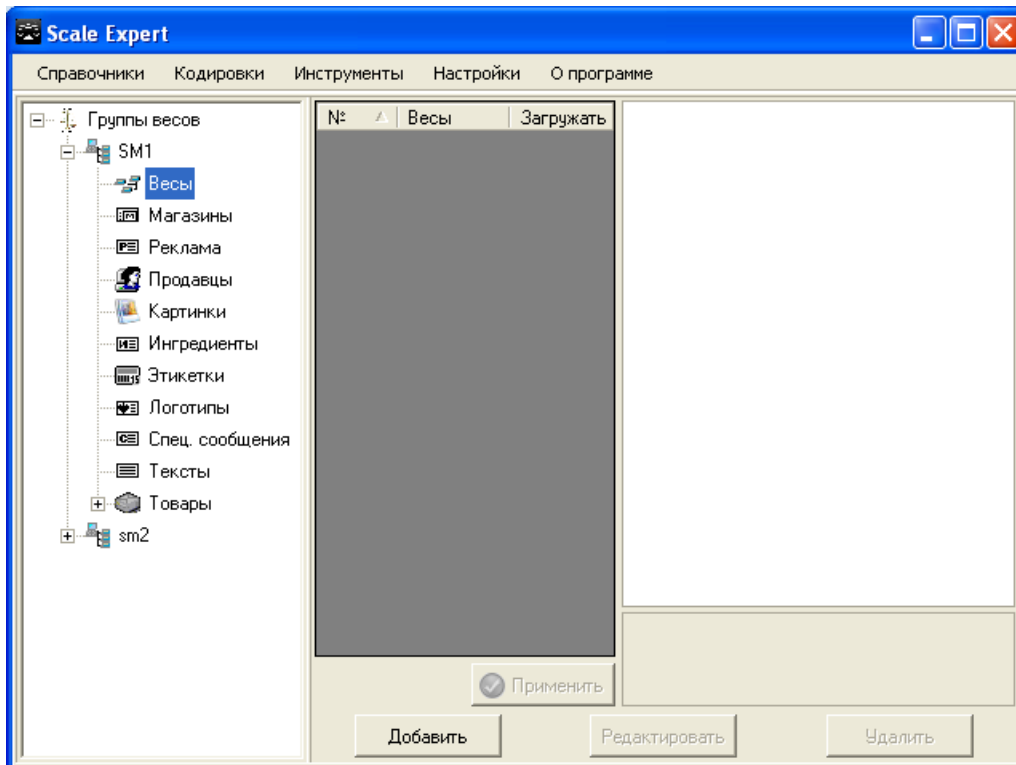 Scale Expert
Справочники Кодировки Инструменты Настройки О программе
Группы весов
SM1
Весы
Магазины
Реклама
Продавцы
Картинки
Ингредиенты
Этикетки
Логотипы
Спец. сообщения
Тексты
Товары
sm2
№ Весы Загружать
Применить
Добавить Редактировать Удалить